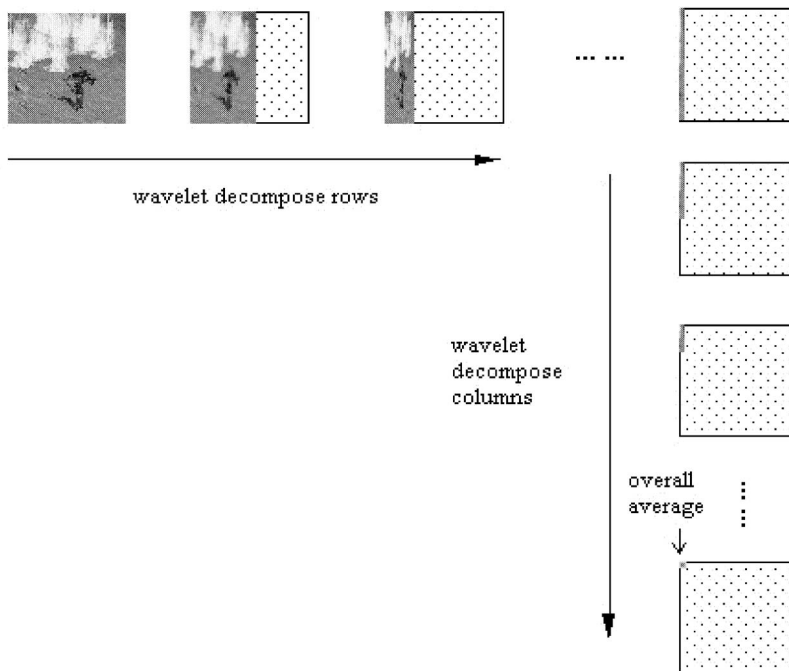 ... ...
wavelet decompose rows
wavelet
decompose
columns
overall
average